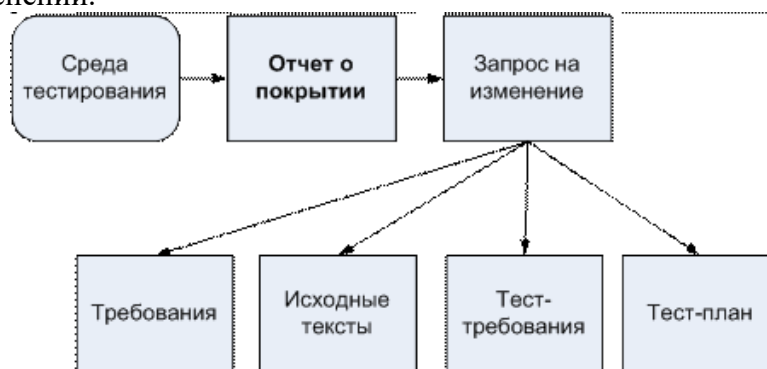 Среда
тестирования
Отчет о
покрытии
Запрос на
изменение
Требования
Исходные
тексты
Тест-
требования
Тест-план